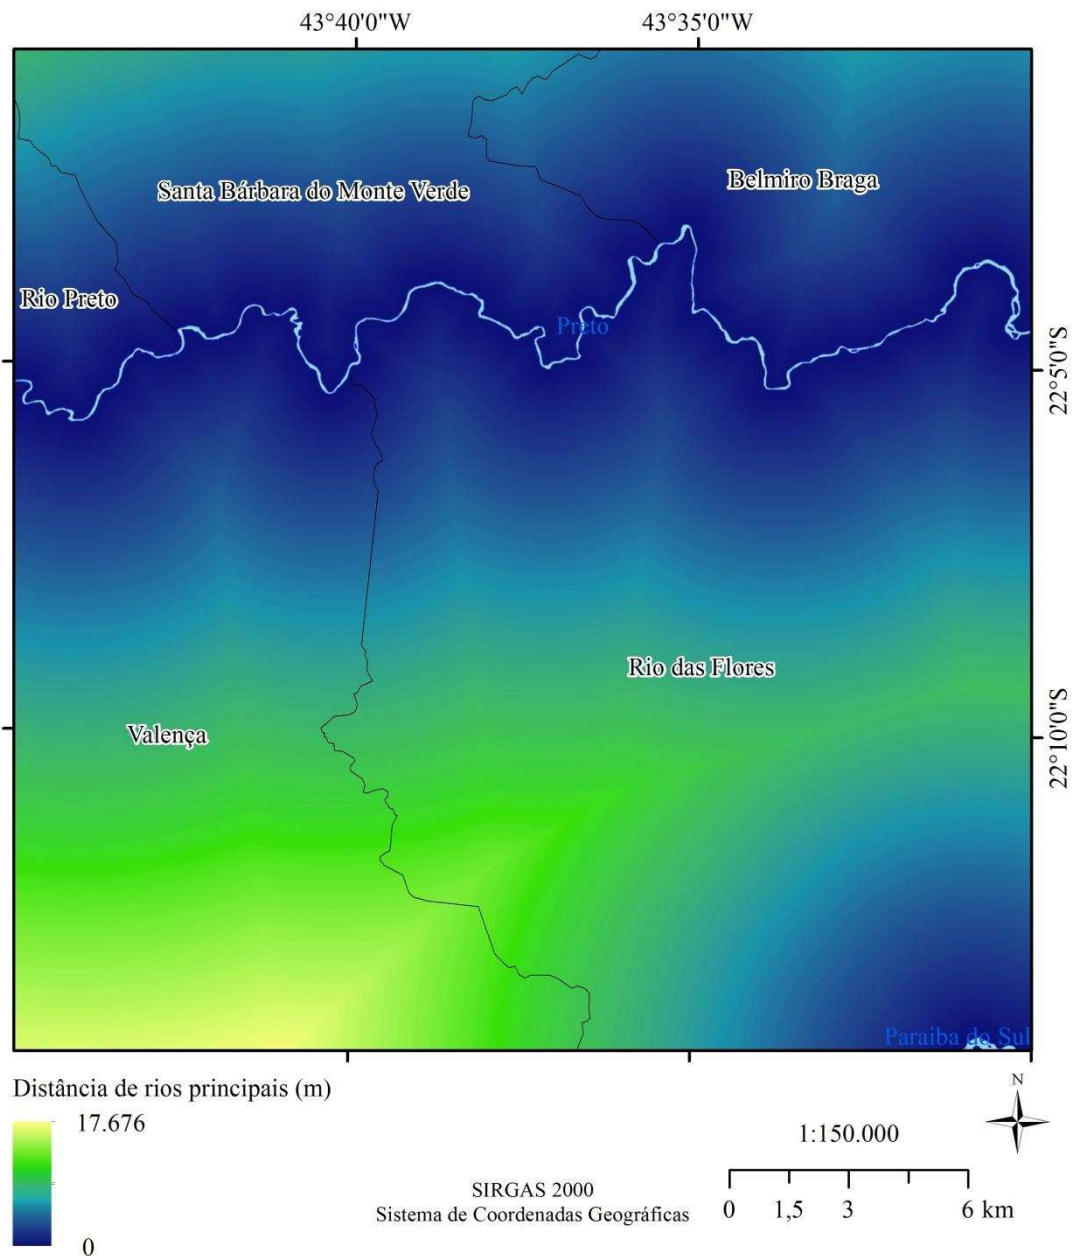 43°40'0"W 43°35'0"W
Belmiro Braga
Santa Bárbara do Monte Verde
Rio Preto
Preto
22°5'0"S
Rio das Flores
Valença
22°10'0"S
Paraiba do Sul
Distância de rios principais (m)
17.676
0
SIRGAS 2000
Sistema de Coordenadas Geográficas
N
1:150.000
0 1,5 3 6 km